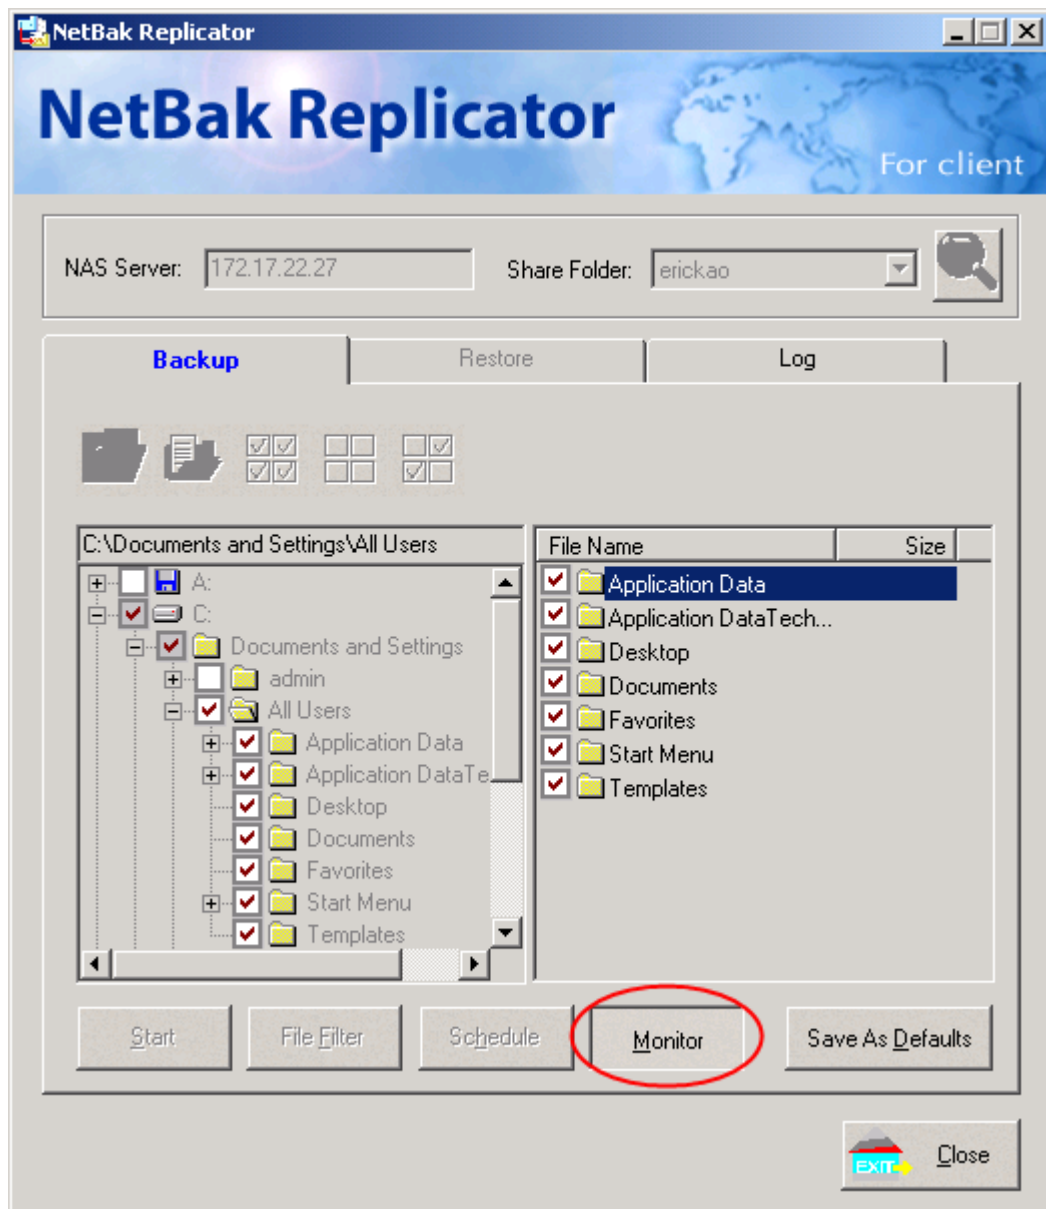 NetBak Replicator
NetBak Replicator
For client
NAS Server: 172.17.22.27 Share Folder: erickao
Backup Restore Log
C:\Documents and Settings\All Users
A:
C:
Documents and Settings
admin
All Users
Application Data
Application DataTe
Desktop
Documents
Favorites
Start Menu
Templates
File Name Size
Application Data
Application DataTech...
Desktop
Documents
Favorites
Start Menu
Templates
Start File Filter Schedule Monitor Save As Defaults
EXIT Close